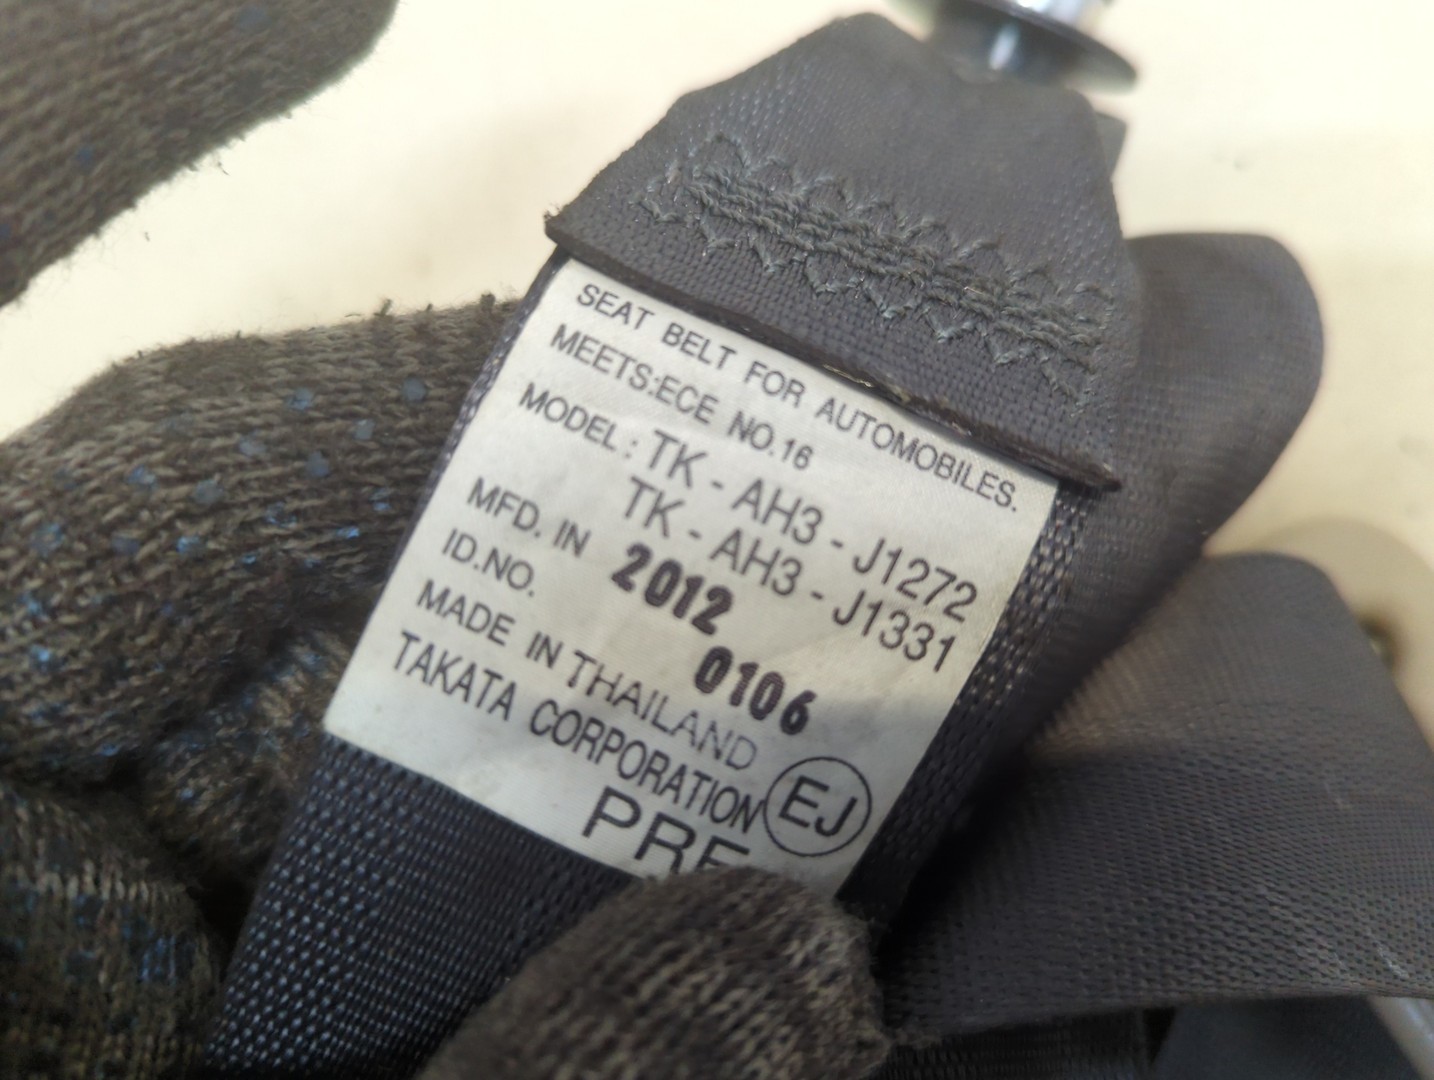 SEAT BELT FOR AUTOMOBILES.
MEETS:ECE NO.16
MODEL: TK - AH3 - J1272
TK - AH3 - J1331
MFD. IN 2012
ID.NO. 0106
MADE IN THAILAND
TAKATA CORPORATION EJ